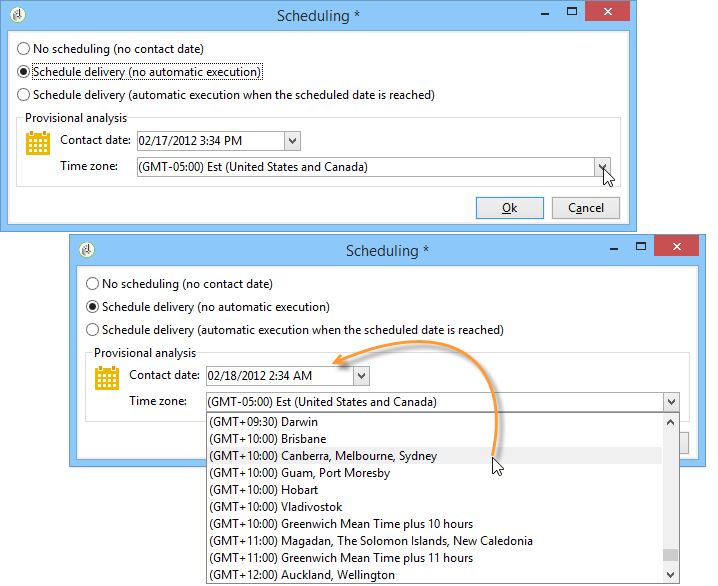 Scheduling *
No scheduling (no contact date)
Schedule delivery (no automatic execution)
Schedule delivery (automatic execution when the scheduled date is reached)
Provisional analysis
Contact date: 02/17/2012 3:34 PM
Time zone: (GMT-05:00) Est (United States and Canada)
Ok Cancel
Scheduling *
No scheduling (no contact date)
Schedule delivery (no automatic execution)
Schedule delivery (automatic execution when the scheduled date is reached)
Provisional analysis
Contact date: 02/18/2012 2:34 AM
Time zone: (GMT-05:00) Est (United States and Canada)
(GMT+09:30) Darwin
(GMT+10:00) Brisbane
(GMT+10:00) Canberra, Melbourne, Sydney
(GMT+10:00) Guam, Port Moresby
(GMT+10:00) Hobart
(GMT+10:00) Vladivostok
(GMT+10:00) Greenwich Mean Time plus 10 hours
(GMT+11:00) Magadan, The Solomon Islands, New Caledonia
(GMT+11:00) Greenwich Mean Time plus 11 hours
(GMT+12:00) Auckland, Wellington